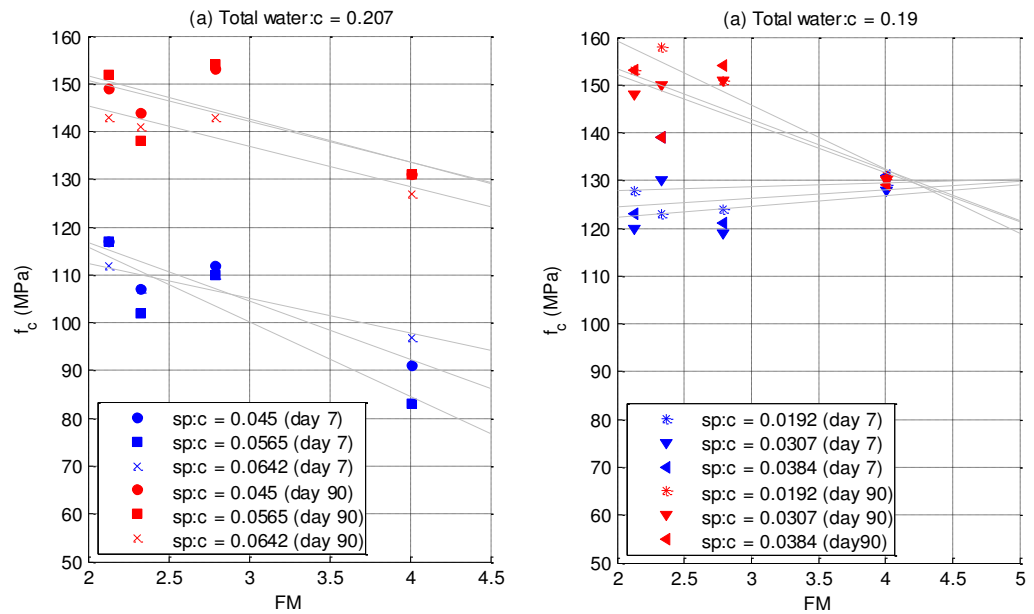 (a) Total water:c = 0.207
160
150
140
130
120
110
100
90
80
70
60
50
f_c (MPa)
sp:c = 0.045 (day 7)
sp:c = 0.0565 (day 7)
sp:c = 0.0642 (day 7)
sp:c = 0.045 (day 90)
sp:c = 0.0565 (day 90)
sp:c = 0.0642 (day 90)
2 2.5 3 3.5 4 4.5
FM
(a) Total water:c = 0.19
160
150
140
130
120
110
100
90
80
70
60
50
f_c (MPa)
sp:c = 0.0192 (day 7)
sp:c = 0.0307 (day 7)
sp:c = 0.0384 (day 7)
sp:c = 0.0192 (day 90)
sp:c = 0.0307 (day 90)
sp:c = 0.0384 (day90)
2 2.5 3 3.5 4 4.5 5
FM